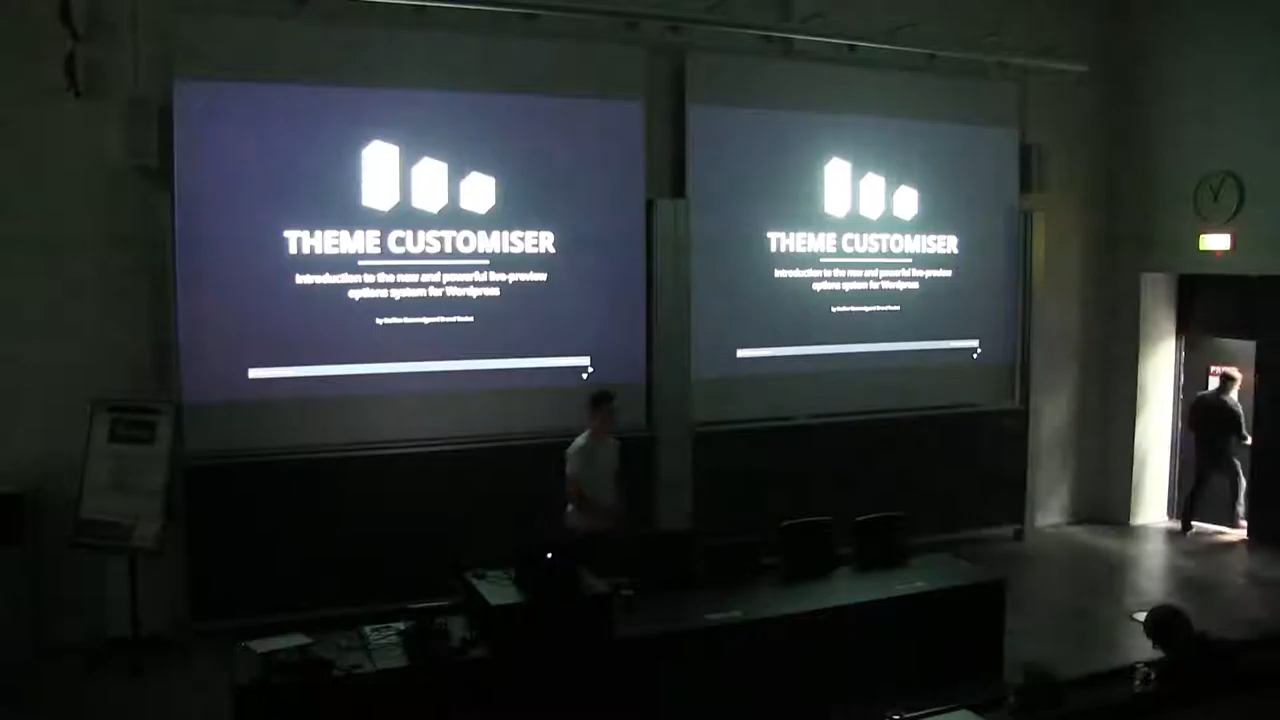 THEME CUSTOMISER
Introduction to the new and powerful live-preview
options system for Wordpress
THEME CUSTOMISER
Introduction to the new and powerful live-preview
options system for Wordpress